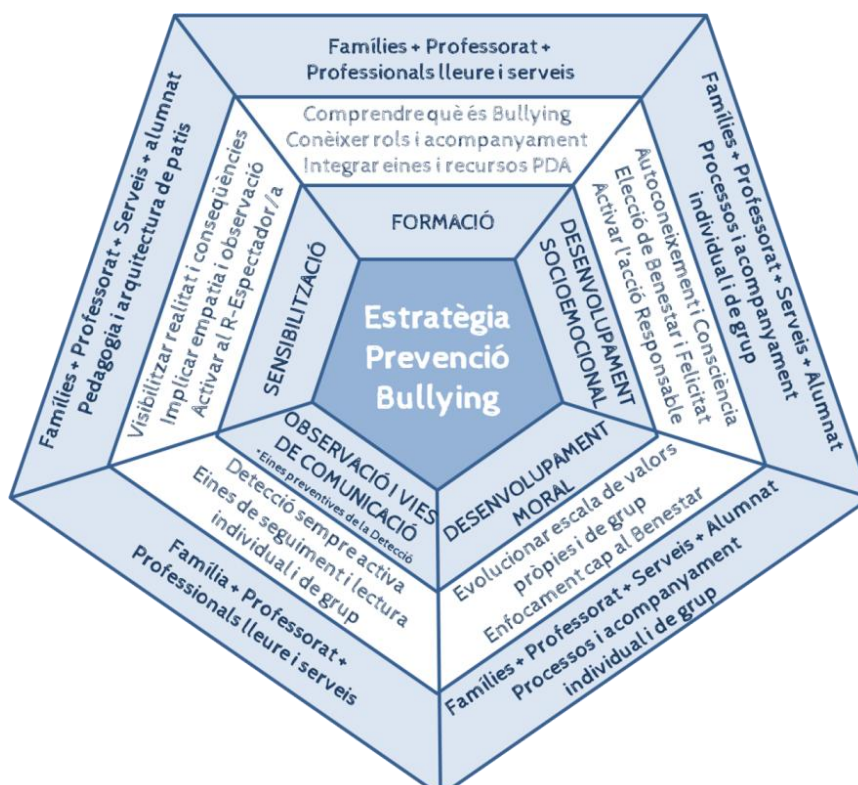 Famílies + Professorat +
Professionals lleure i serveis
Comprendre què és Bullying
Conèixer rols i acompanyament
Integrar eines i recursos PDA
FORMACIÓ
Famílies + Professorat + Serveis + Alumnat
Processos i acompanyament
individual i de grup
Autoconeixement i Consciència
Elecció de Benestar i Felicitat
Activar l'acció Responsable
DESENVOLUPAMENT
SOCIOEMOCIONAL
Estratègia
Prevenció
Bullying
Famílies + Professorat + Serveis + alumnat
Pedagogia i arquitectura de patis
Visibilitzar realitat i conseqüències
Implicar empatia i observació
Activar al R-Espectador/a
SENSIBILITZACIÓ
OBSERVACIÓ I VIES
DE COMUNICACIÓ
*Eines preventives de la Detecció
Detecció sempre activa
Eines de seguiment i lectura
individual i de grup
Família + Professorat +
Professionals lleure i serveis
DESENVOLUPAMENT
MORAL
Evolucionar escala de valors
pròpies i de grup
Enfocament cap al Benestar
Famílies + Professorat + Serveis + Alumnat
Processos i acompanyament
individual i de grup